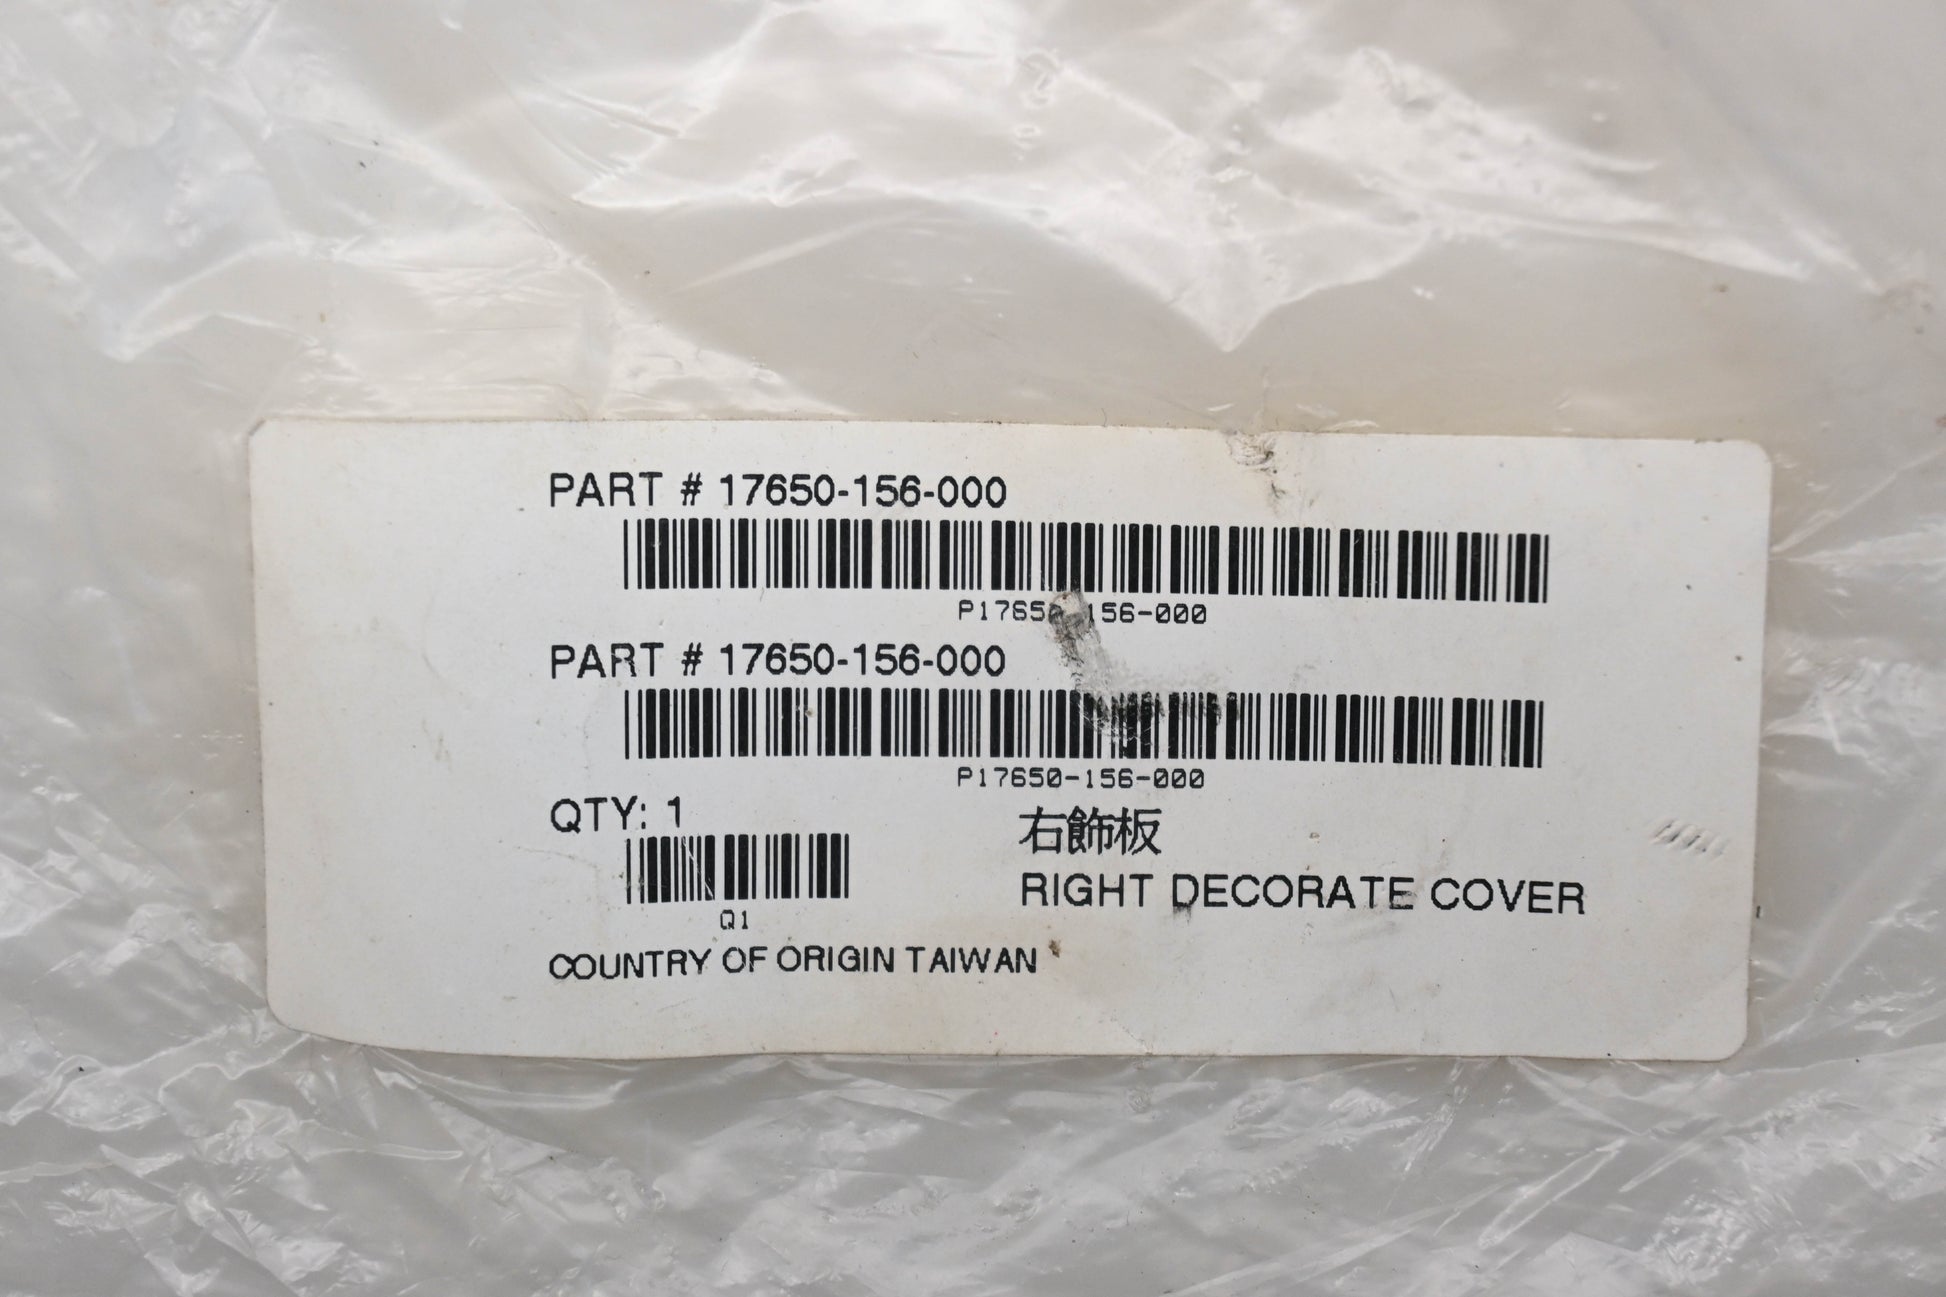 PART # 17650-156-000
P17650-156-000
PART # 17650-156-000
P17650-156-000
QTY: 1
Q1
右飾板
RIGHT DECORATE COVER
COUNTRY OF ORIGIN TAIWAN